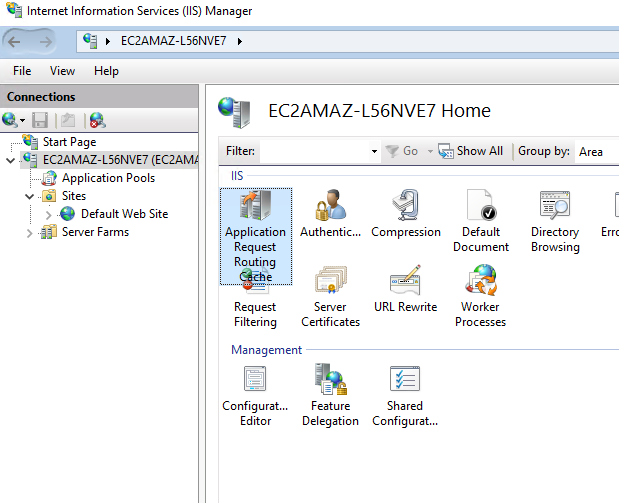 Internet Information Services (IIS) Manager
EC2AMAZ-L56NVE7
File View Help
Connections
Start Page
EC2AMAZ-L56NVE7 (EC2AMA
Application Pools
Sites
Default Web Site
Server Farms
EC2AMAZ-L56NVE7 Home
Filter: Go Show All Group by: Area
IIS
Application Request Routing Cache
Authentic...
Compression
Default Document
Directory Browsing
Erro
Request Filtering
Server Certificates
URL Rewrite
Worker Processes
Management
Configurat... Editor
Feature Delegation
Shared Configurat...